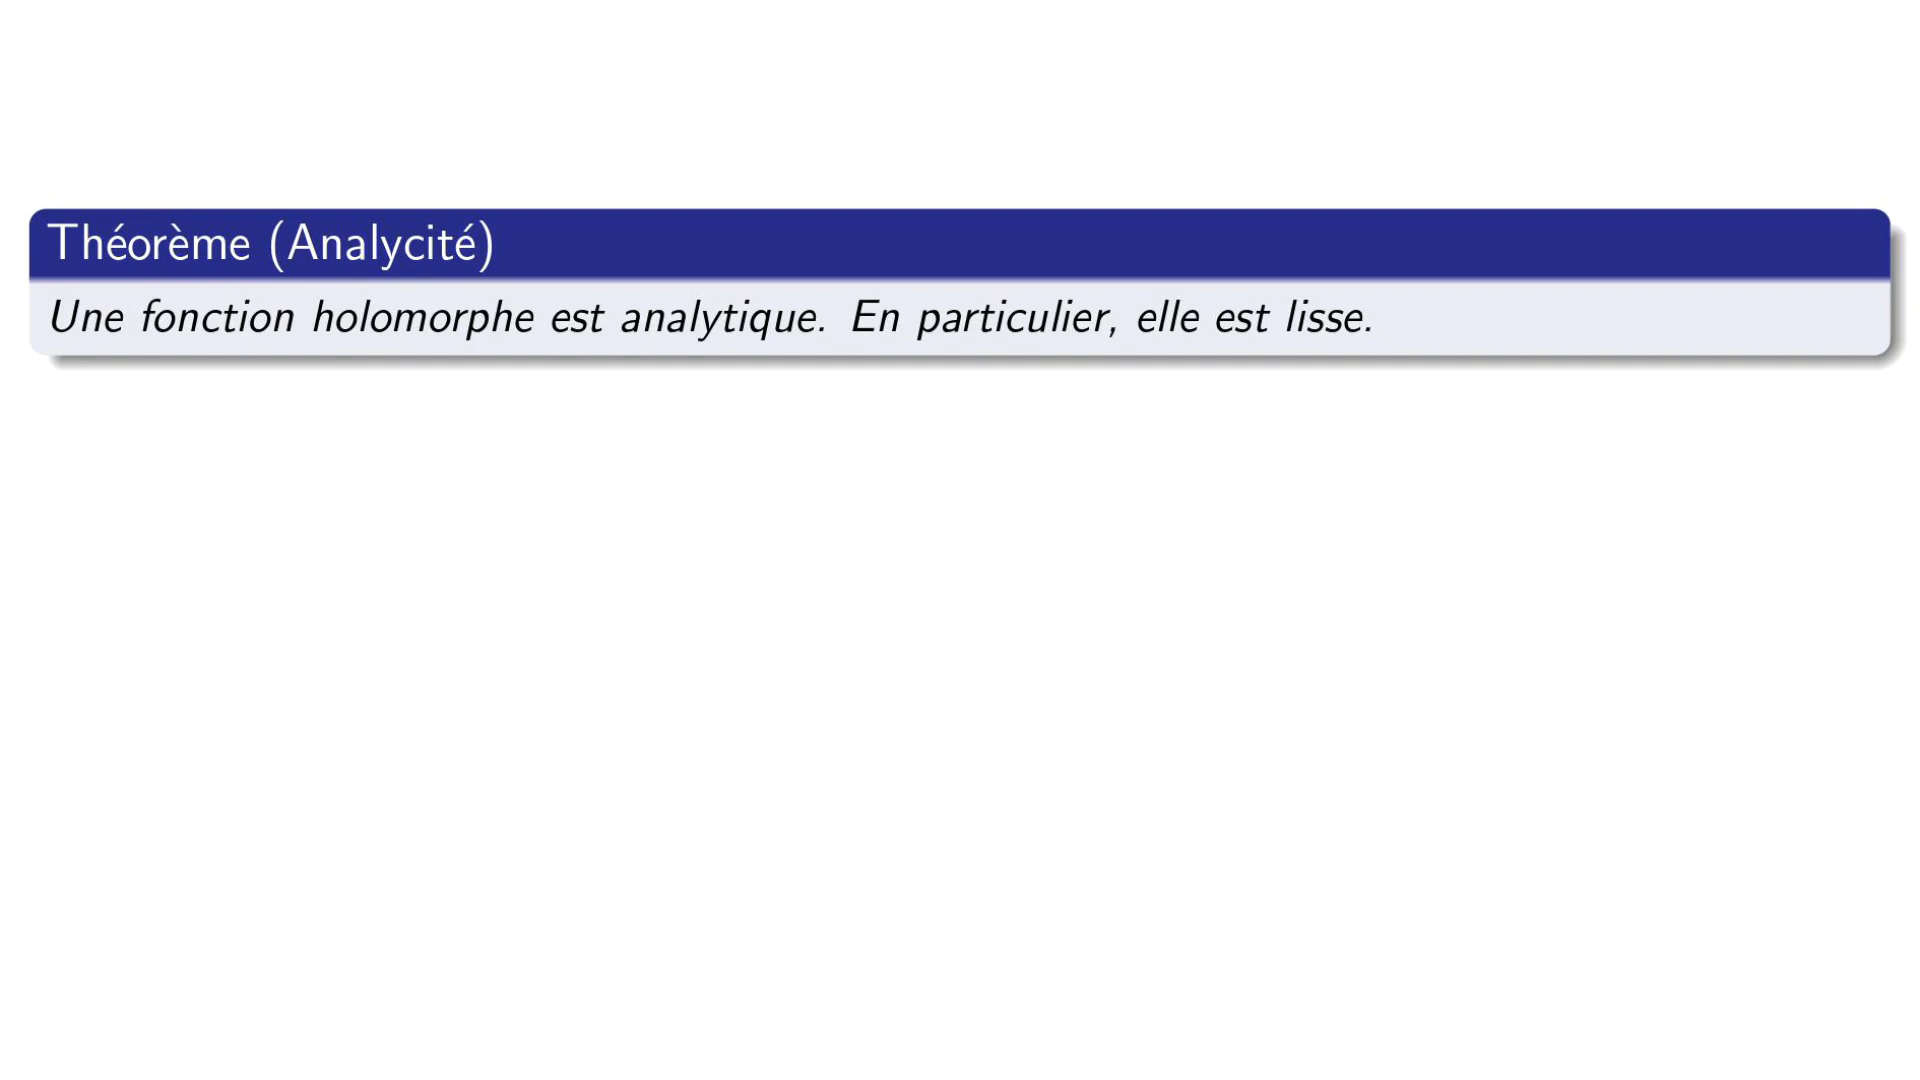 Théorème (Analycité)
Une fonction holomorphe est analytique. En particulier, elle est lisse.